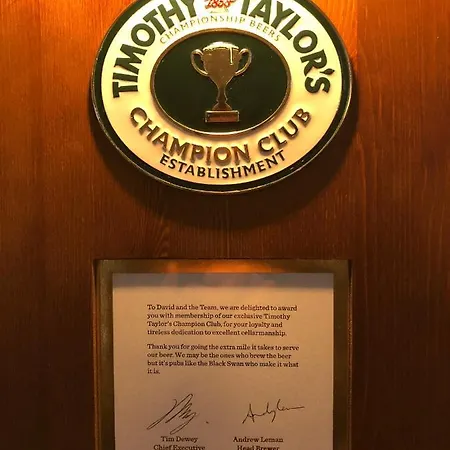 TIMOTHY TAYLOR'S
1858
CHAMPIONSHIP BEERS
CHAMPION CLUB
ESTABLISHMENT
To David and the Team, we are delighted to award
you with membership of our exclusive Timothy
Taylor's Champion Club, for your loyalty and
tireless dedication to excellent cellarmanship.
Thank you for going the extra mile it takes to serve
our beer. We may be the ones who brew the beer
but it's pubs like the Black Swan who make it what
it is.
Tim Dewey
Andrew Leman
Chief Executive
Head Brewer